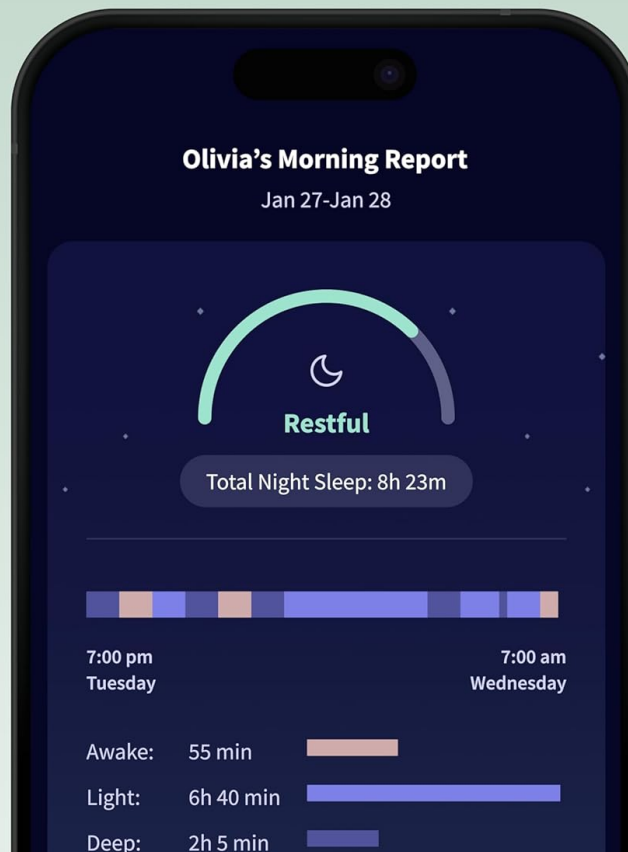 Olivia’s Morning Report
Jan 27-Jan 28
Restful
Total Night Sleep: 8h 23m
7:00 pm 7:00 am
Tuesday Wednesday
Awake: 55 min
Light: 6h 40 min
Deep: 2h 5 min